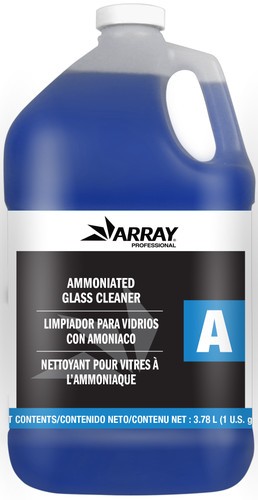 ARRAY®
PROFESSIONAL
AMMONIATED
GLASS CLEANER
LIMPIADOR PARA VIDRIOS
CON AMONIACO
NETTOYANT POUR VITRES À
L'AMMONIAQUE
A
CONTENTS/CONTENIDO NETO/CONTENU NET : 3.78 L (1 U.S.